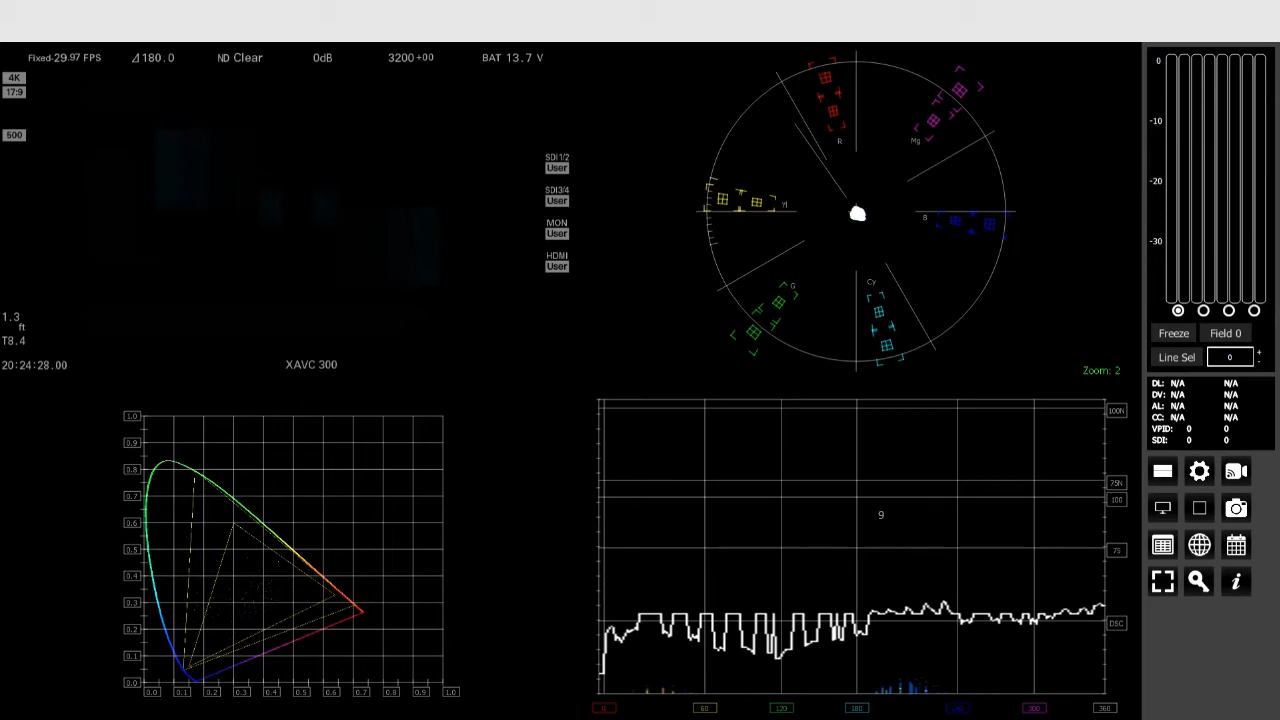 Fixed-29.97 FPS ⊿180.0 ND Clear 0dB 3200+00 BAT 13.7 V
4K
17:9
500
SDI1/2
User
SDI3/4
User
MON
User
HDMI
User
1.3
ft
T8.4
20:24:28.00 XAVC 300
R
Mg
Yl
B
G
Cy
Zoom: 2
0
-10
-20
-30
Freeze Field 0
Line Sel 0 + -
DL: N/A N/A
DV: N/A N/A
AL: N/A N/A
CC: N/A N/A
VPID: 0 0
SDI: 0 0
1.0
0.9
0.8
0.7
0.6
0.5
0.4
0.3
0.2
0.1
0.0
0.0 0.1 0.2 0.3 0.4 0.5 0.6 0.7 0.8 0.9 1.0
100N
75N
100
9
75
DSC
0 60 120 180 240 300 360
i